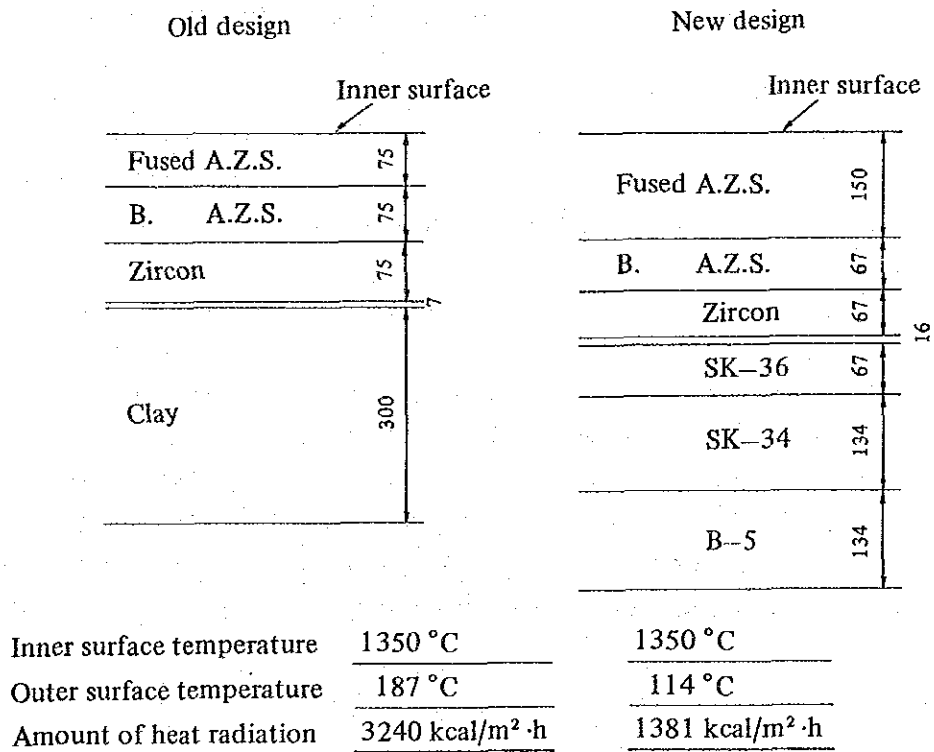 Old design
New design
Inner surface
Inner surface
Fused A.Z.S.
75
B. A.Z.S.
75
Zircon
75
7
Clay
300
Fused A.Z.S.
150
B. A.Z.S.
67
Zircon
67
16
SK–36
67
SK–34
134
B–5
134
Inner surface temperature 1350 °C 1350 °C
Outer surface temperature 187 °C 114 °C
Amount of heat radiation 3240 kcal/m²·h 1381 kcal/m²·h